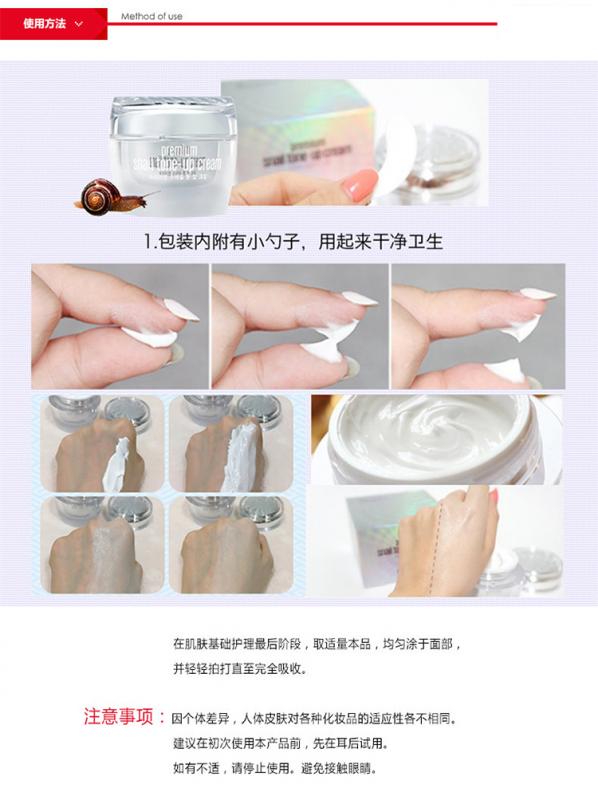 使用方法
Method of use
premium
snail tone-up cream
premium
snail tone-up cream
1.包装内附有小勺子，用起来干净卫生
在肌肤基础护理最后阶段，取适量本品，均匀涂于面部，
并轻轻拍打直至完全吸收。
注意事项：因个体差异，人体皮肤对各种化妆品的适应性各不相同。
建议在初次使用本产品前，先在耳后试用。
如有不适，请停止使用。避免接触眼睛。